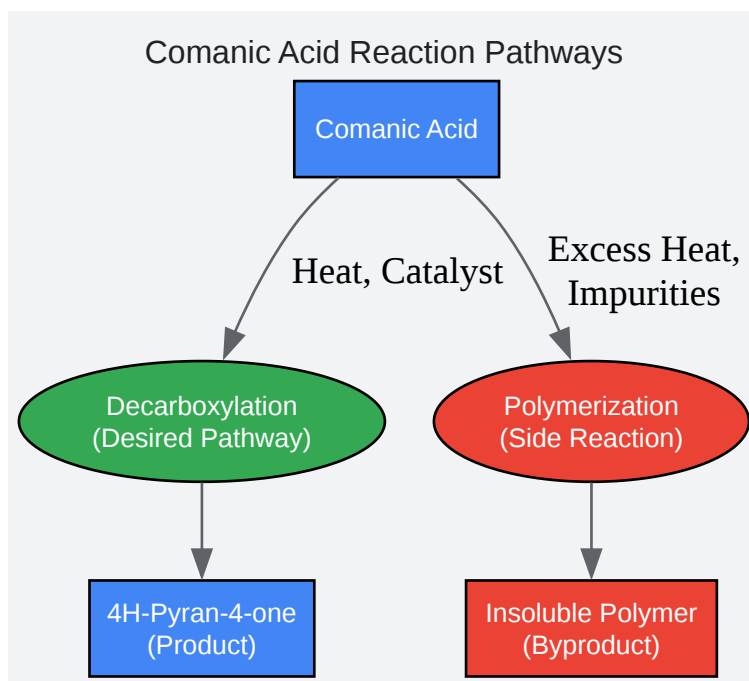 Comanic Acid Reaction Pathways
Comanic Acid
Heat, Catalyst
Excess Heat,
Impurities
Decarboxylation
(Desired Pathway)
Polymerization
(Side Reaction)
4H-Pyran-4-one
(Product)
Insoluble Polymer
(Byproduct)